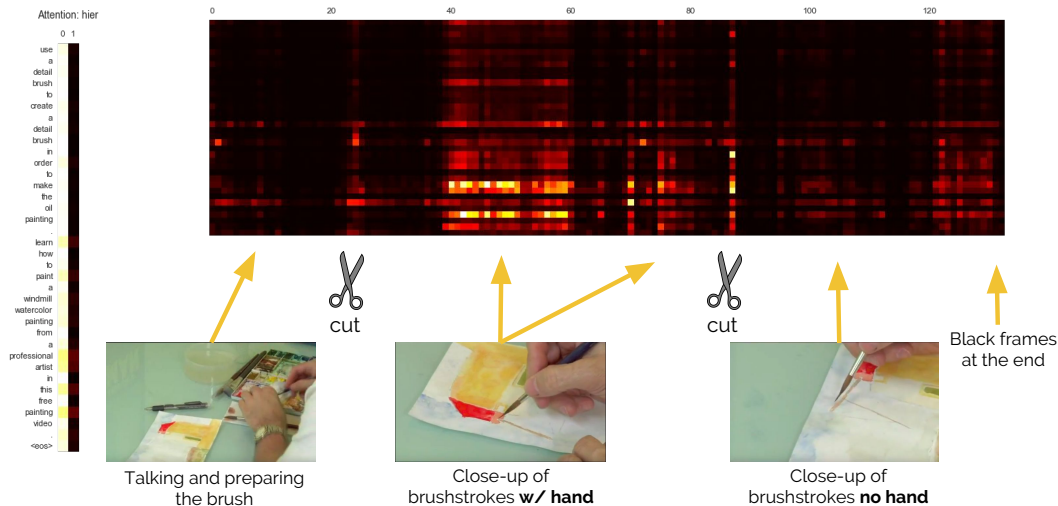 Attention: hier
0 1
0 20 40 60 80 100 120
use
a
detail
brush
to
create
a
detail
brush
in
order
to
make
the
oil
painting
.
learn
how
to
paint
a
windmill
watercolor
painting
from
a
professional
artist
in
this
free
painting
video
.
<eos>
cut
cut
Black frames
at the end
Talking and preparing
the brush
Close-up of
brushstrokes w/ hand
Close-up of
brushstrokes no hand